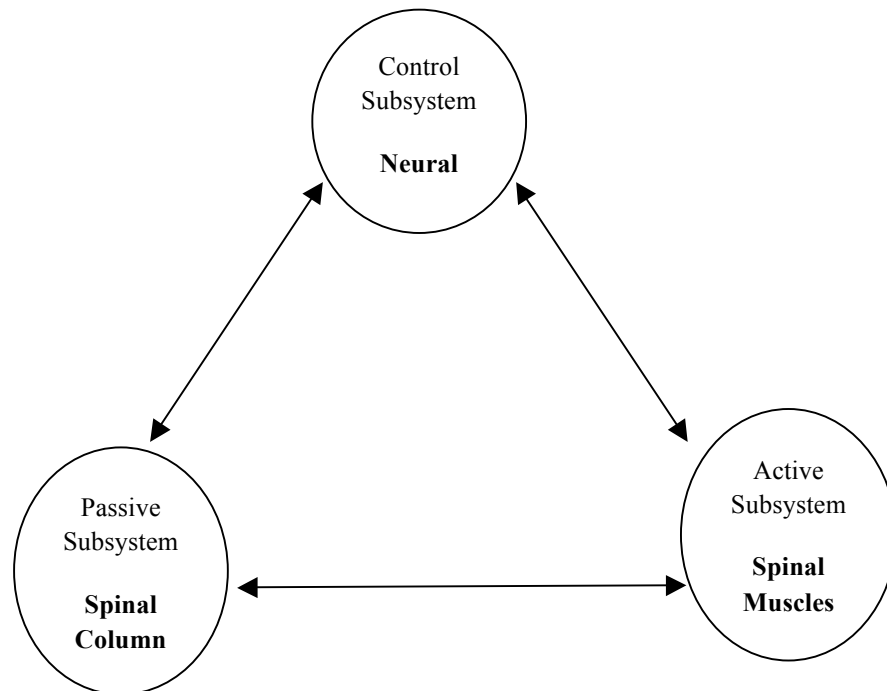 Control
Subsystem
Neural
Passive
Subsystem
Spinal
Column
Active
Subsystem
Spinal
Muscles